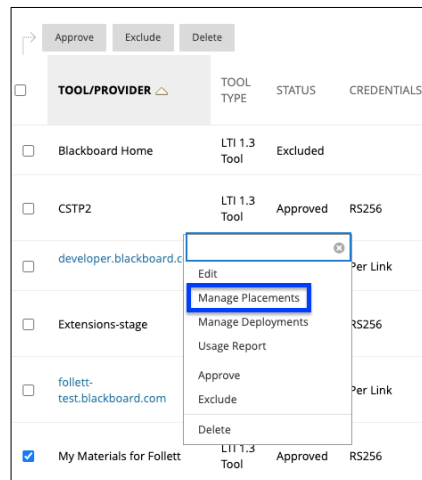 Approve Exclude Delete
TOOL/PROVIDER TOOL TYPE STATUS CREDENTIALS
Blackboard Home LTI 1.3 Tool Excluded
CSTP2 LTI 1.3 Tool Approved RS256
developer.blackboard.c Per Link
Edit
Manage Placements
Extensions-stage Manage Deployments RS256
Usage Report
follett-test.blackboard.com Approve Per Link
Exclude
Delete
My Materials for Follett LTI 1.3 Tool Approved RS256